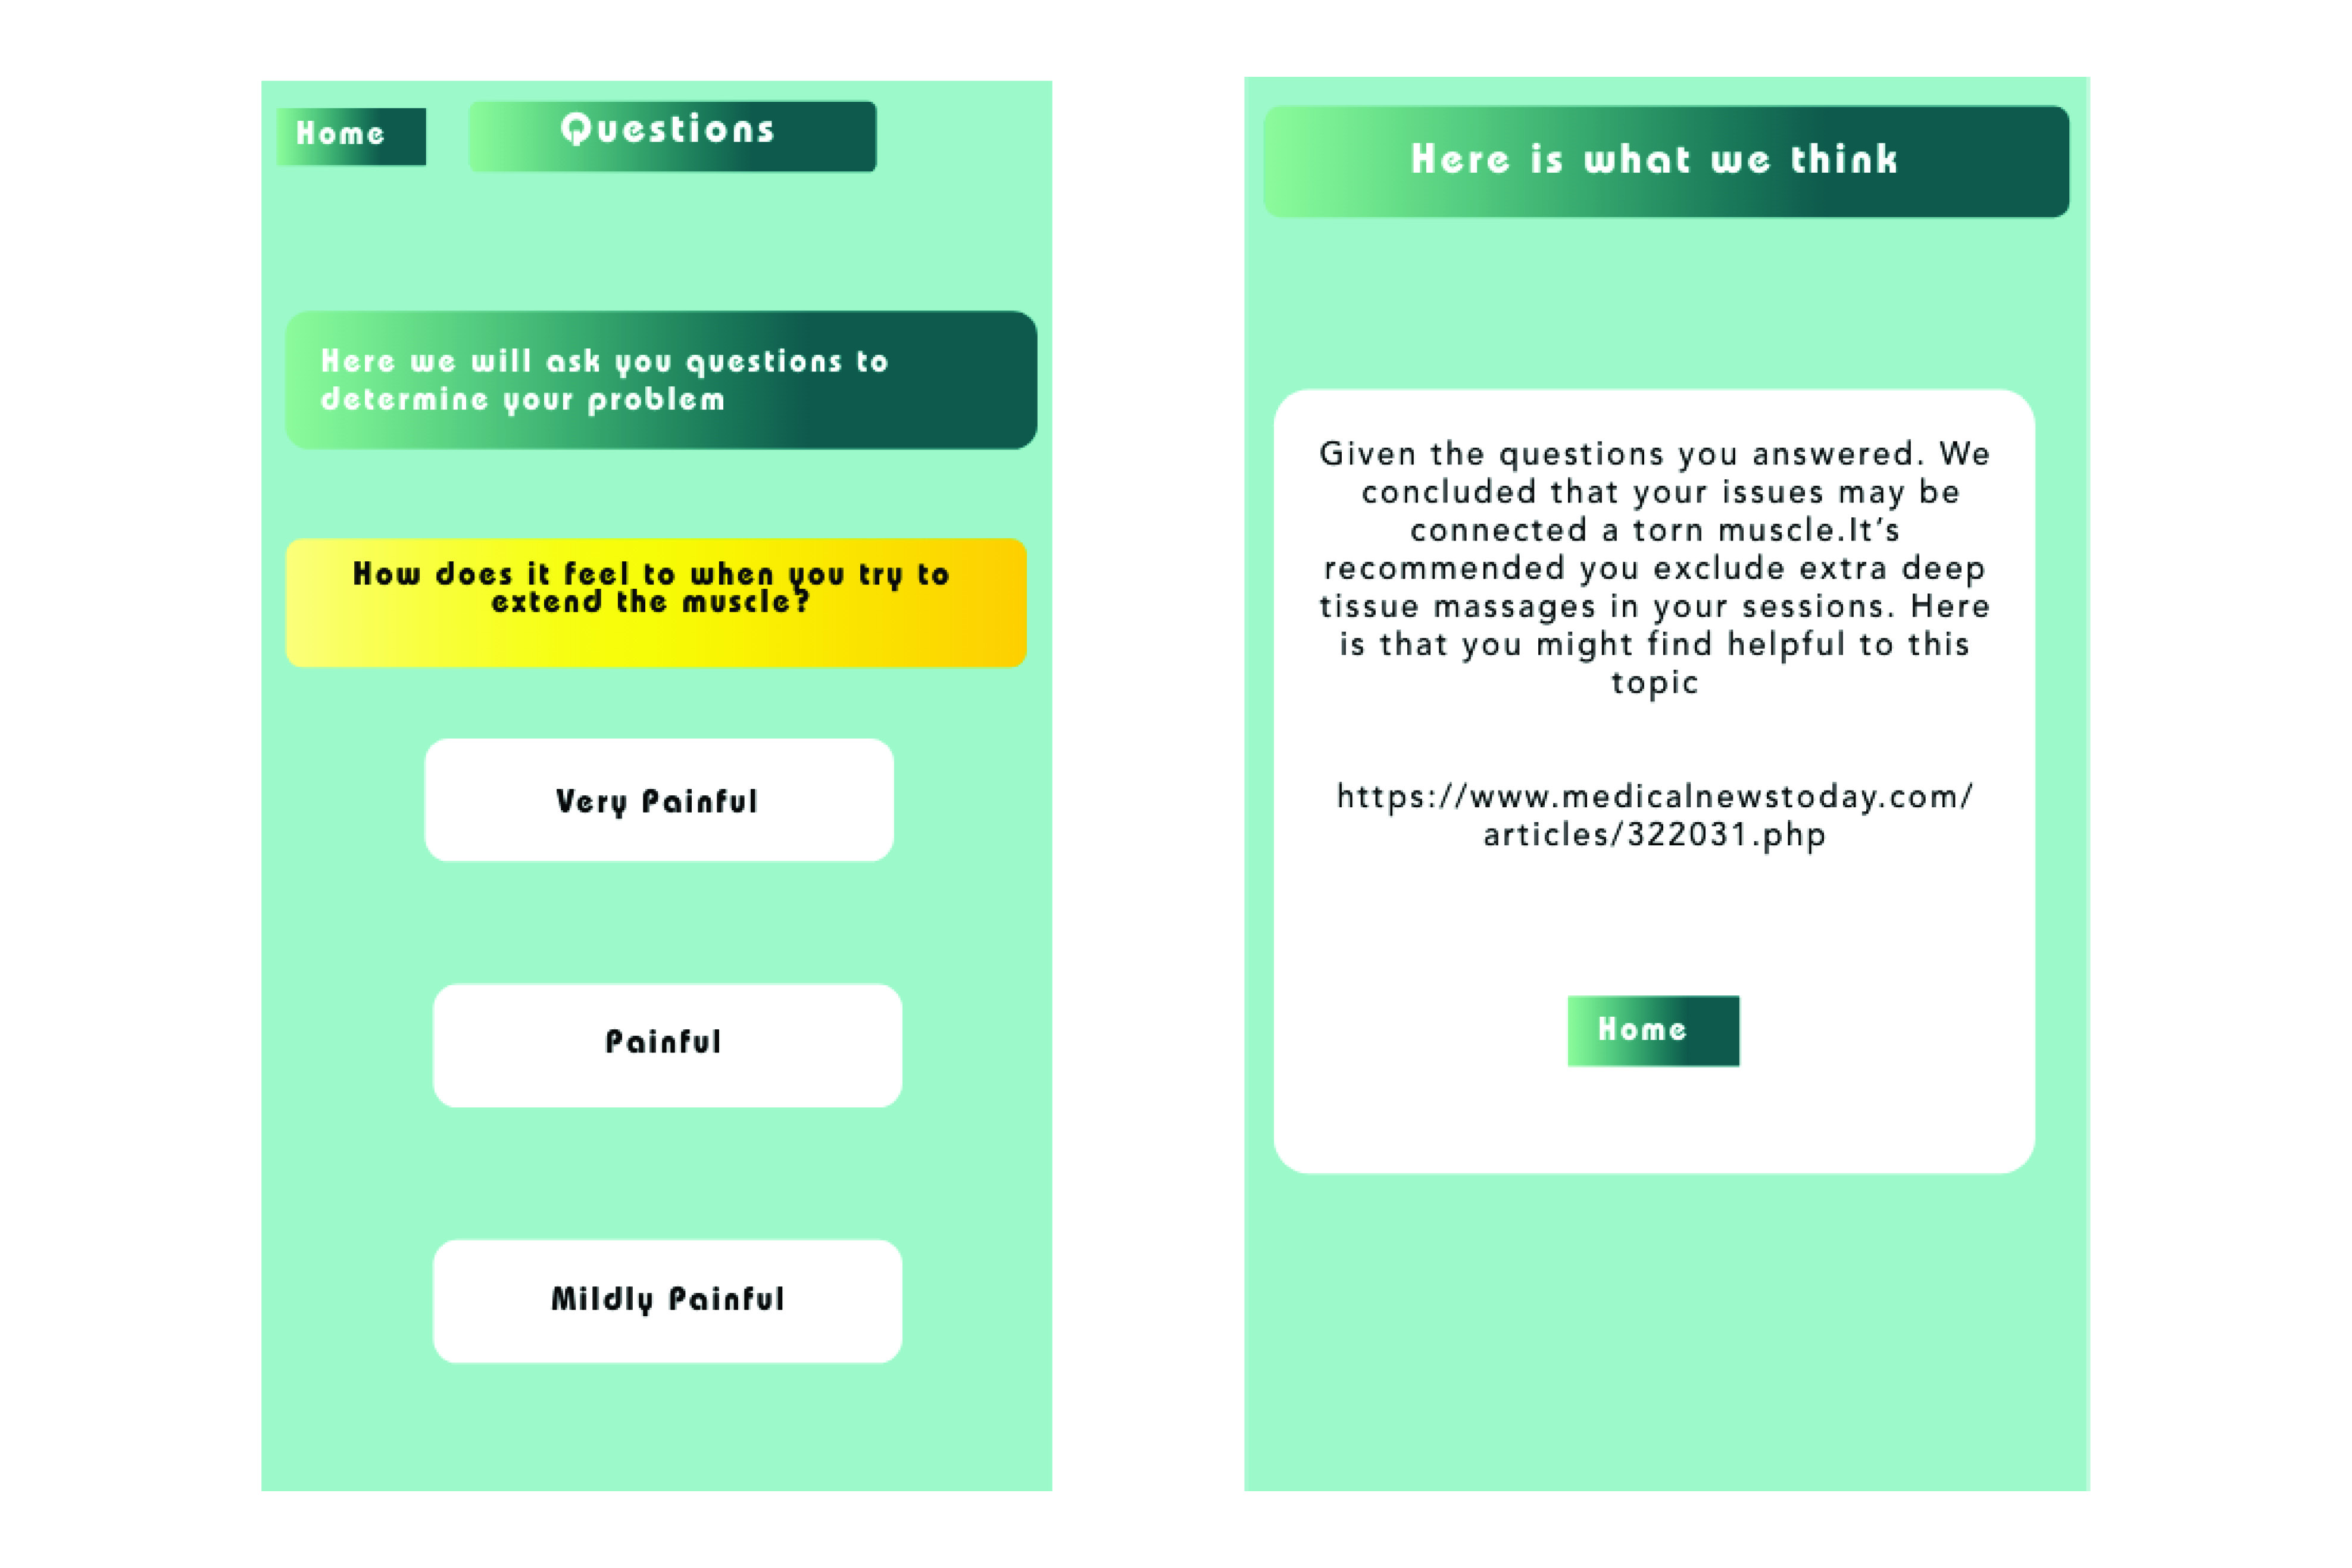 Home
Questions
Here we will ask you questions to
determine your problem
How does it feel to when you try to
extend the muscle?
Very Painful
Painful
Mildly Painful
Here is what we think
Given the questions you answered. We
concluded that your issues may be
connected a torn muscle.It’s
recommended you exclude extra deep
tissue massages in your sessions. Here
is that you might find helpful to this
topic
https://www.medicalnewstoday.com/
articles/322031.php
Home